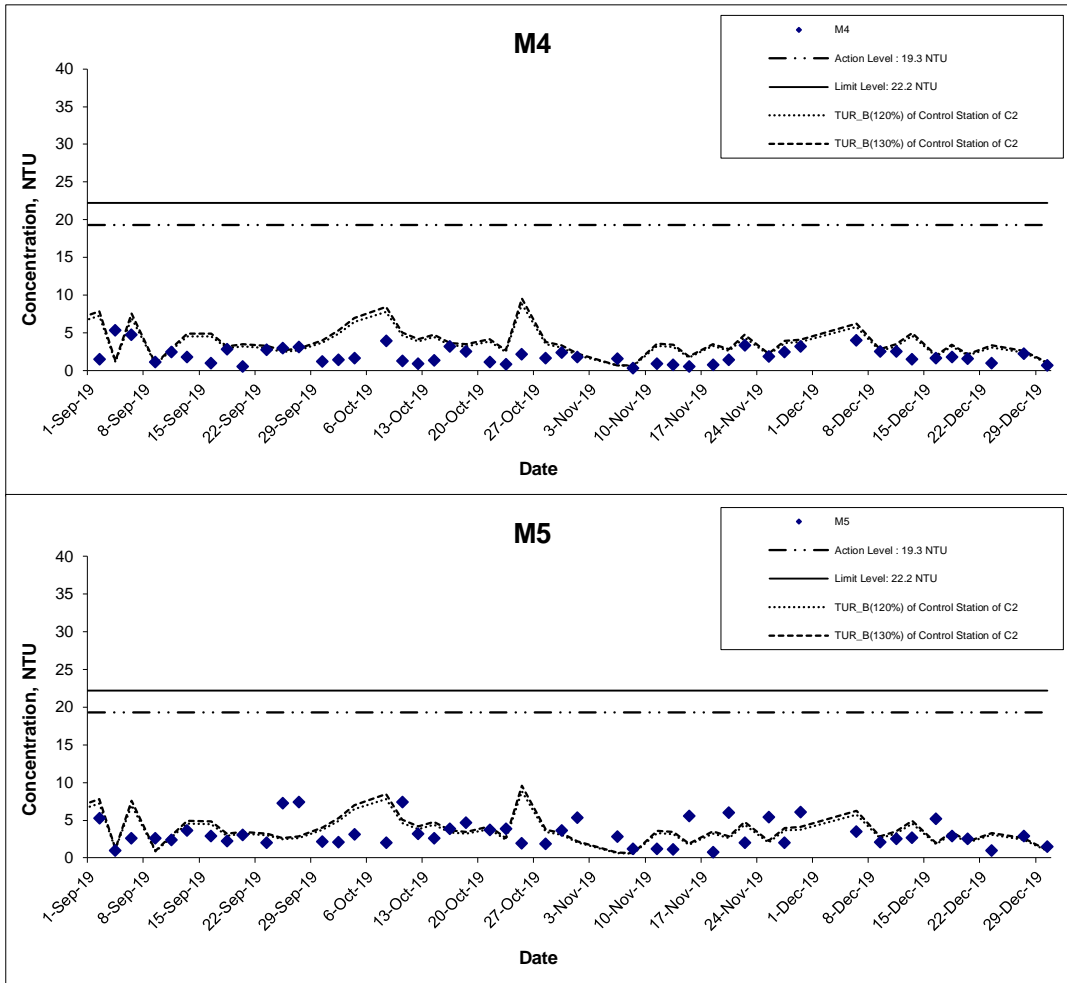 M4
M4
Action Level : 19.3 NTU
Limit Level: 22.2 NTU
TUR_B(120%) of Control Station of C2
TUR_B(130%) of Control Station of C2
Concentration, NTU
40
35
30
25
20
15
10
5
0
1-Sep-19
8-Sep-19
15-Sep-19
22-Sep-19
29-Sep-19
6-Oct-19
13-Oct-19
20-Oct-19
27-Oct-19
3-Nov-19
10-Nov-19
17-Nov-19
24-Nov-19
1-Dec-19
8-Dec-19
15-Dec-19
22-Dec-19
29-Dec-19
Date
M5
M5
Action Level : 19.3 NTU
Limit Level: 22.2 NTU
TUR_B(120%) of Control Station of C2
TUR_B(130%) of Control Station of C2
Concentration, NTU
40
35
30
25
20
15
10
5
0
1-Sep-19
8-Sep-19
15-Sep-19
22-Sep-19
29-Sep-19
6-Oct-19
13-Oct-19
20-Oct-19
27-Oct-19
3-Nov-19
10-Nov-19
17-Nov-19
24-Nov-19
1-Dec-19
8-Dec-19
15-Dec-19
22-Dec-19
29-Dec-19
Date